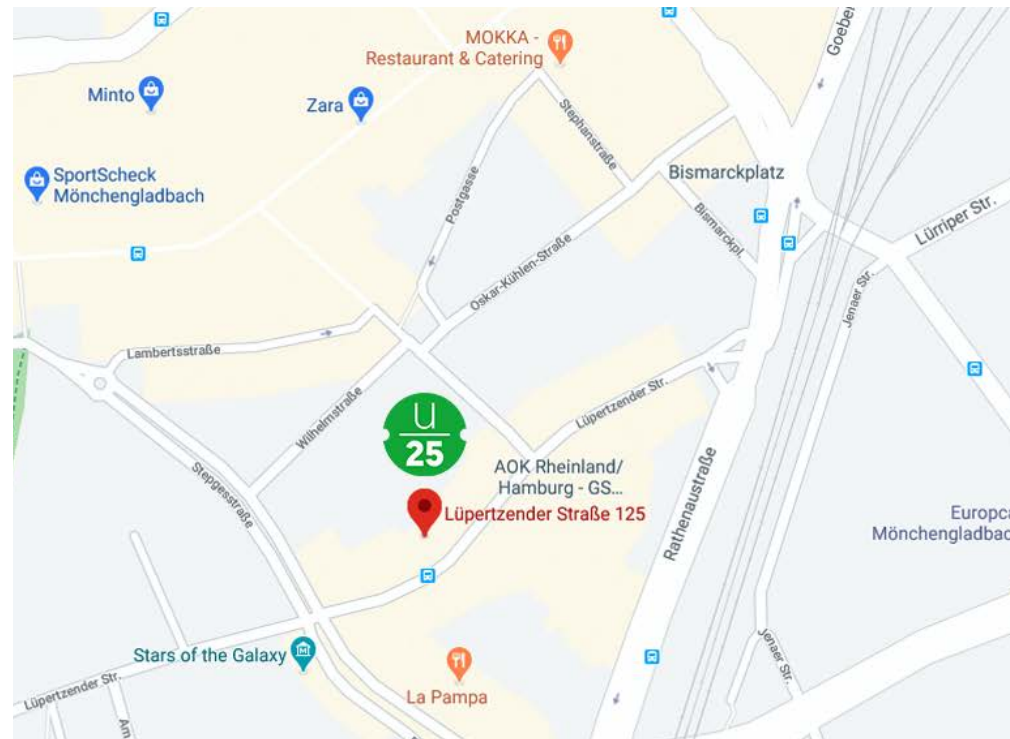 MOKKA -
Restaurant & Catering
Goeben
Minto
Zara
Stephanstraße
Bismarckplatz
SportScheck
Mönchengladbach
Postgasse
Bismarckpl.
Lürriper Str.
Oskar-Kühlen-Straße
Jenaer Str.
Lambertsstraße
Wilhelmstraße
Lüpertzender Str.
U
25
AOK Rheinland/
Hamburg - GS...
Stepgesstraße
Lüpertzender Straße 125
Rathenaustraße
Europca
Mönchengladbac
Stars of the Galaxy
M
Jenaer Str.
La Pampa
Lüpertzender Str.
Am